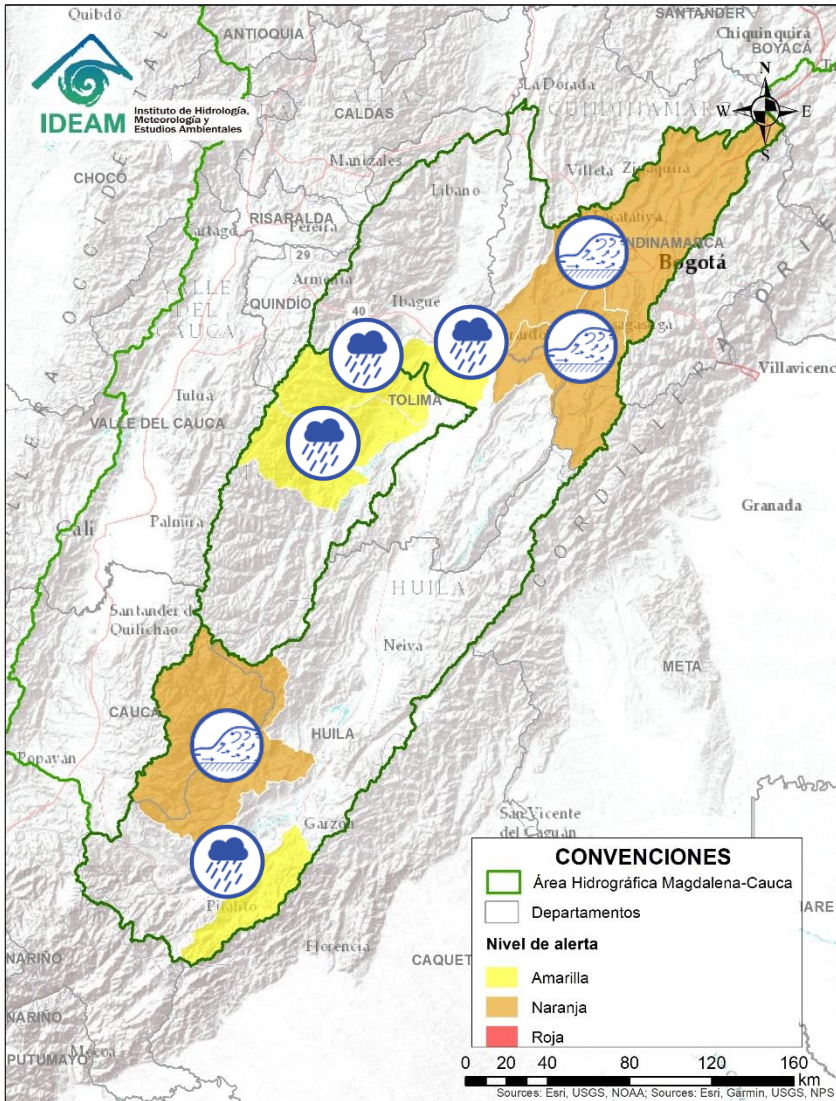 Quibdó
ANTIOQUIA
SANTANDER
Chiquinquirá
BOYACÁ
IDEAM
Instituto de Hidrología,
Meteorología y
Estudios Ambientales
La Dorada
CALDAS
N
W
E
S
Manizales
Villeta
CHOCÓ
Líbano
RISARALDA
Pereira
29
Armenia
Bogotá
VALLE
DEL
CAUCA
QUINDÍO
40
Ibagué
Tuluá
TOLIMA
VALLE DEL CAUCA
Granada
Cali
Palmira
HUILA
Santander de
Quilichao
Neiva
META
CAUCA
HUILA
Popayán
Garzón
San Vicente
del Caguán
Pitalito
Florencia
NARIÑO
NARIÑO
PUTUMAYO
Mocoa
CONVENCIONES
Área Hidrográfica Magdalena-Cauca
Departamentos
Nivel de alerta
Amarilla
Naranja
Roja
0 20 40 80 120 160
km
Sources: Esri, USGS, NOAA; Sources: Esri, Garmin, USGS, NPS